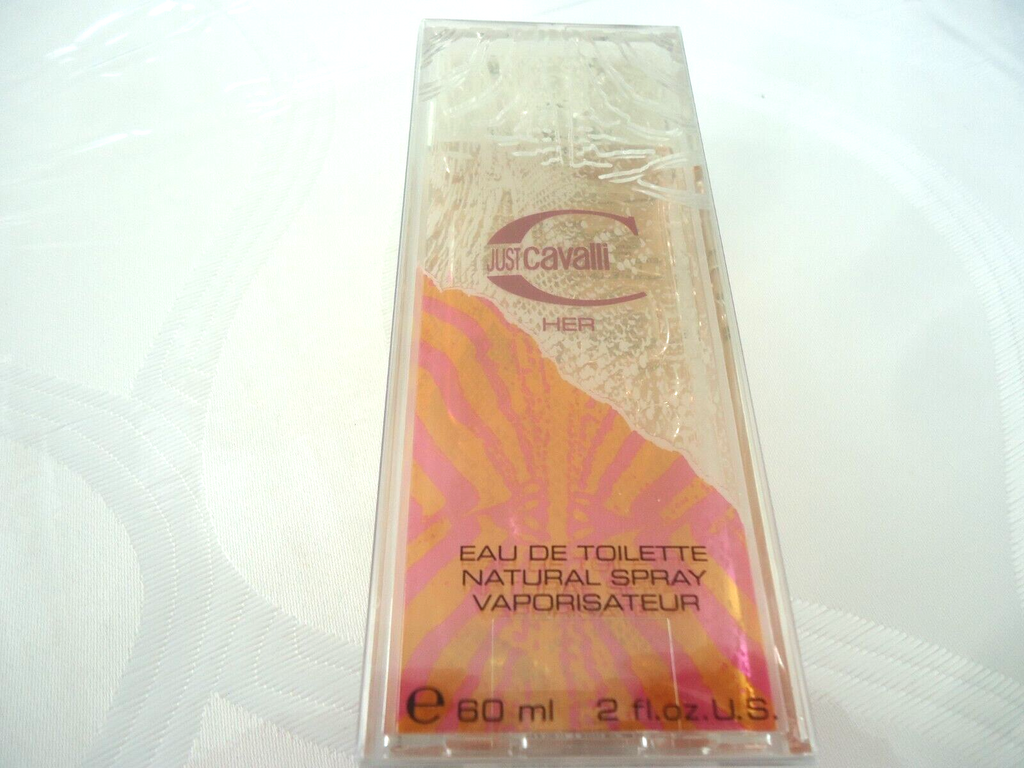 JUST cavalli
HER
EAU DE TOILETTE
NATURAL SPRAY
VAPORISATEUR
e 60 ml 2 fl.oz.U.S.